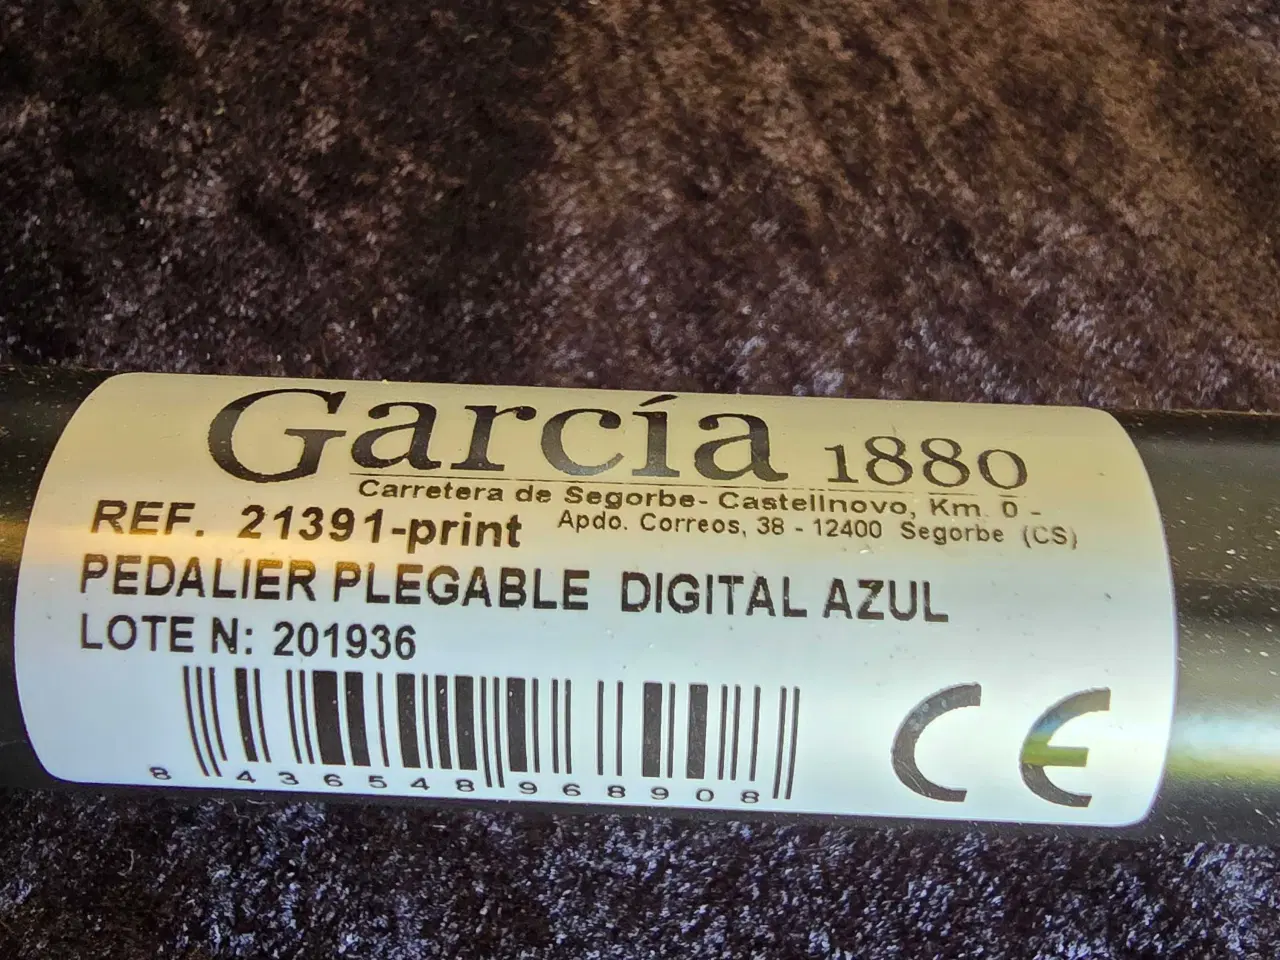 García 1880
Carretera de Segorbe- Castellnovo, Km. 0 -
Apdo. Correos, 38 - 12400 Segorbe (CS)
REF. 21391-print
PEDALIER PLEGABLE DIGITAL AZUL
LOTE N: 201936
8 436548 968908
CE